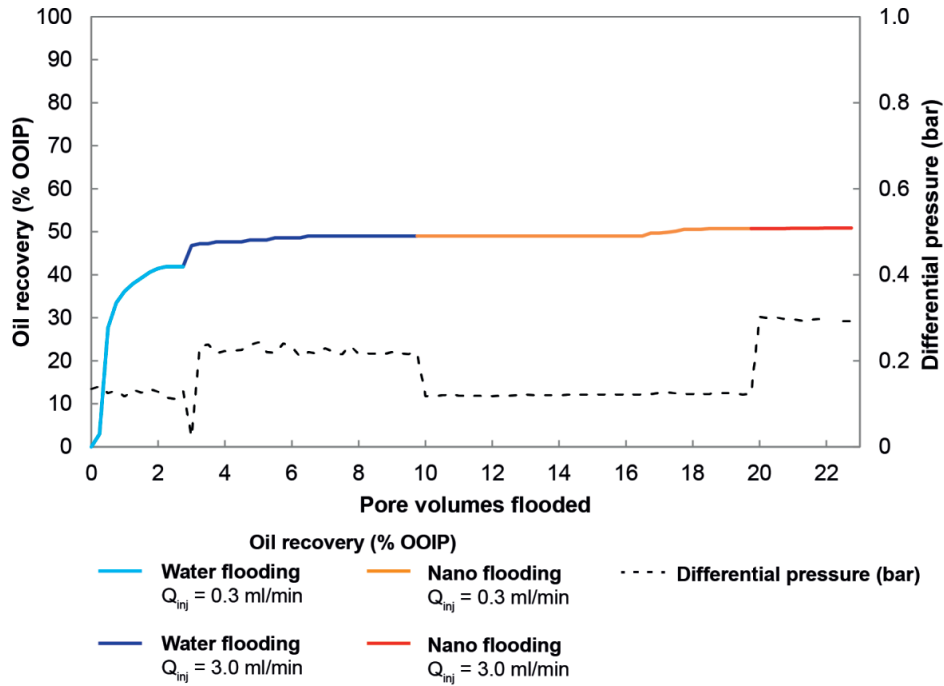 Oil recovery (% OOIP)
100
90
80
70
60
50
40
30
20
10
0
1.0
0.8
0.6
0.4
0.2
0
Differential pressure (bar)
0 2 4 6 8 10 12 14 16 18 20 22
Pore volumes flooded
Oil recovery (% OOIP)
Water flooding
Qinj = 0.3 ml/min
Nano flooding
Qinj = 0.3 ml/min
Differential pressure (bar)
Water flooding
Qinj = 3.0 ml/min
Nano flooding
Qinj = 3.0 ml/min